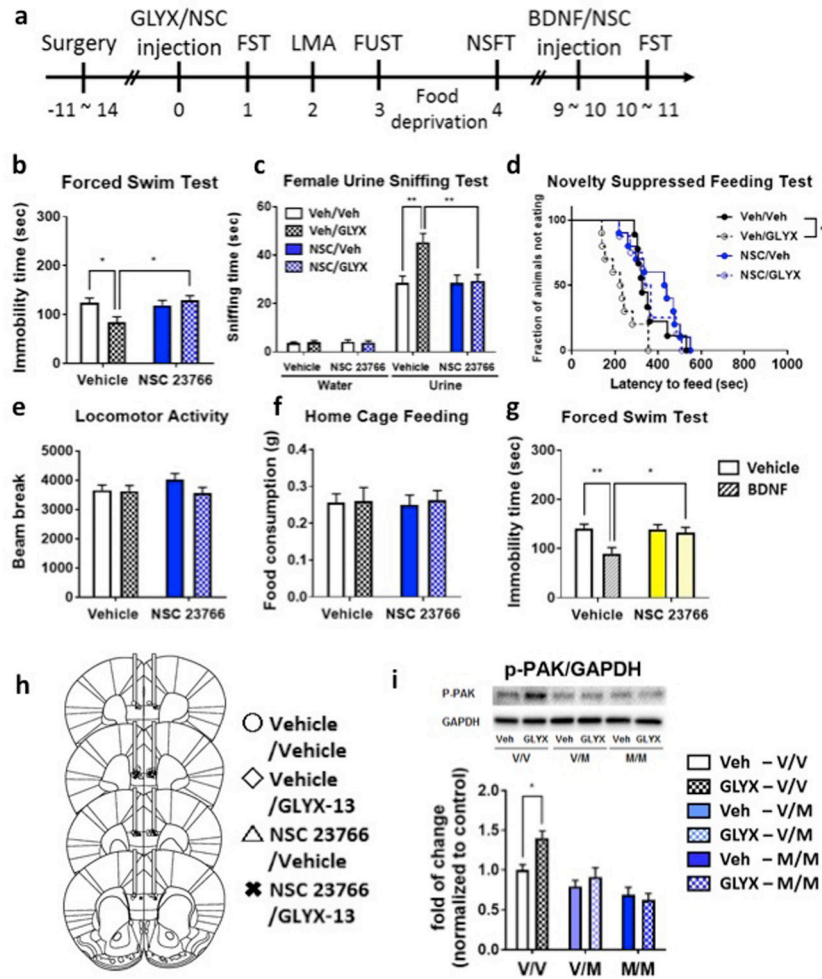 a
GLYX/NSC injection
BDNF/NSC injection
Surgery
FST
LMA
FUST
NSFT
FST
-11 ~ 14
0
1
2
3
Food deprivation
4
9 ~ 10
10 ~ 11
b
Forced Swim Test
Immobility time (sec)
300
200
100
0
*
*
Vehicle
NSC 23766
c
Female Urine Sniffing Test
Sniffing time (sec)
60
40
20
0
Veh/Veh
Veh/GLYX
NSC/Veh
NSC/GLYX
**
**
Vehicle
NSC 23766
Vehicle
NSC 23766
Water
Urine
d
Novelty Suppressed Feeding Test
Fraction of animals not eating
100
50
0
Veh/Veh
Veh/GLYX
NSC/Veh
NSC/GLYX
0
200
400
600
800
1000
Latency to feed (sec)
e
Locomotor Activity
Beam break
5000
4000
3000
2000
1000
0
Vehicle
NSC 23766
f
Home Cage Feeding
Food consumption (g)
0.4
0.3
0.2
0.1
0.0
Vehicle
NSC 23766
g
Forced Swim Test
Immobility time (sec)
300
200
100
0
**
*
Vehicle
BDNF
Vehicle
NSC 23766
h
Vehicle
/Vehicle
Vehicle
/GLYX-13
NSC 23766
/Vehicle
NSC 23766
/GLYX-13
i
p-PAK/GAPDH
P-PAK
GAPDH
Veh GLYX Veh GLYX Veh GLYX
V/V V/M M/M
fold of change
(normalized to control)
2.0
1.5
1.0
0.5
0.0
*
V/V V/M M/M
Veh – V/V
GLYX – V/V
Veh – V/M
GLYX – V/M
Veh – M/M
GLYX – M/M